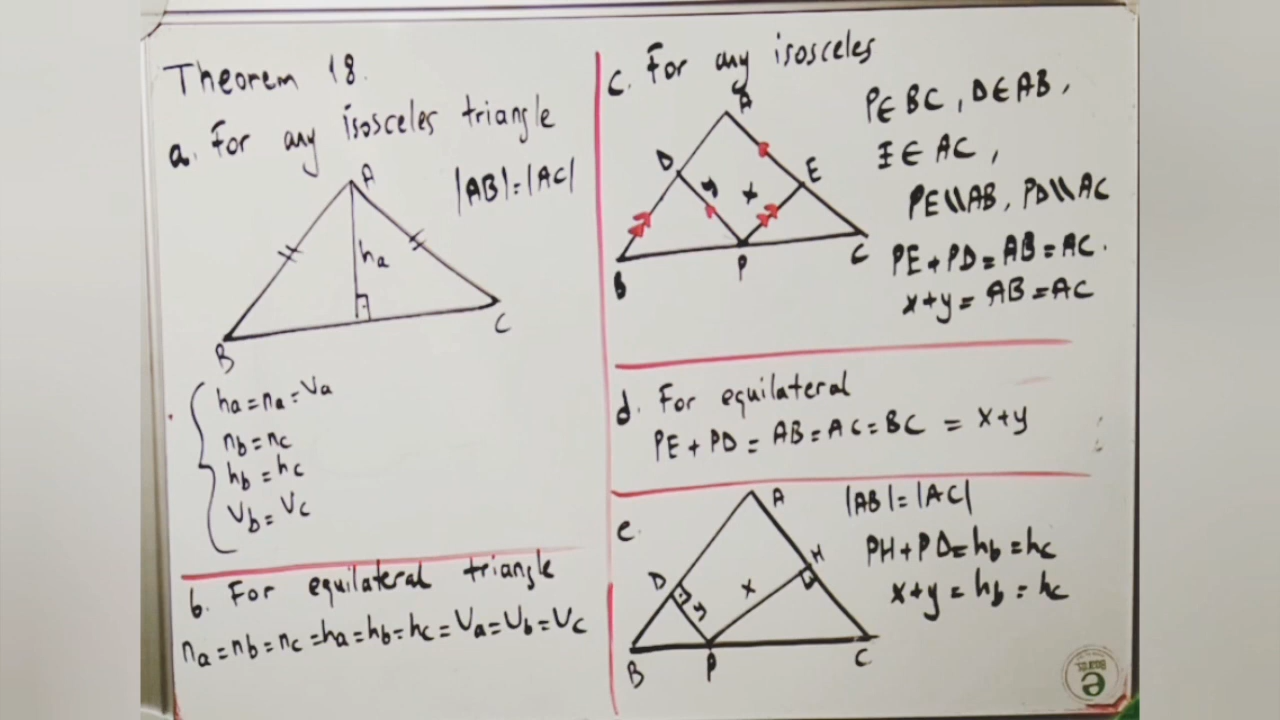 Theorem 18.
a. For any isosceles triangle
|AB|=|AC|
A
ha
B
C
ha=na=Va
nb=nc
hb=hc
Vb=Vc
b. For equilateral triangle
na=nb=nc=ha=hb=hc=Va=Vb=Vc
c. For any isosceles
A
D
E
y
x
B
P
C
P∈BC, D∈AB,
E∈AC,
PE\\AB, PD\\AC
PE+PD=AB=AC.
x+y=AB=AC
d. For equilateral
PE+PD=AB=AC=BC = x+y
e.
A
D
H
y
x
B
P
C
|AB|=|AC|
PH+PD=hb=hc
x+y=hb=hc
e